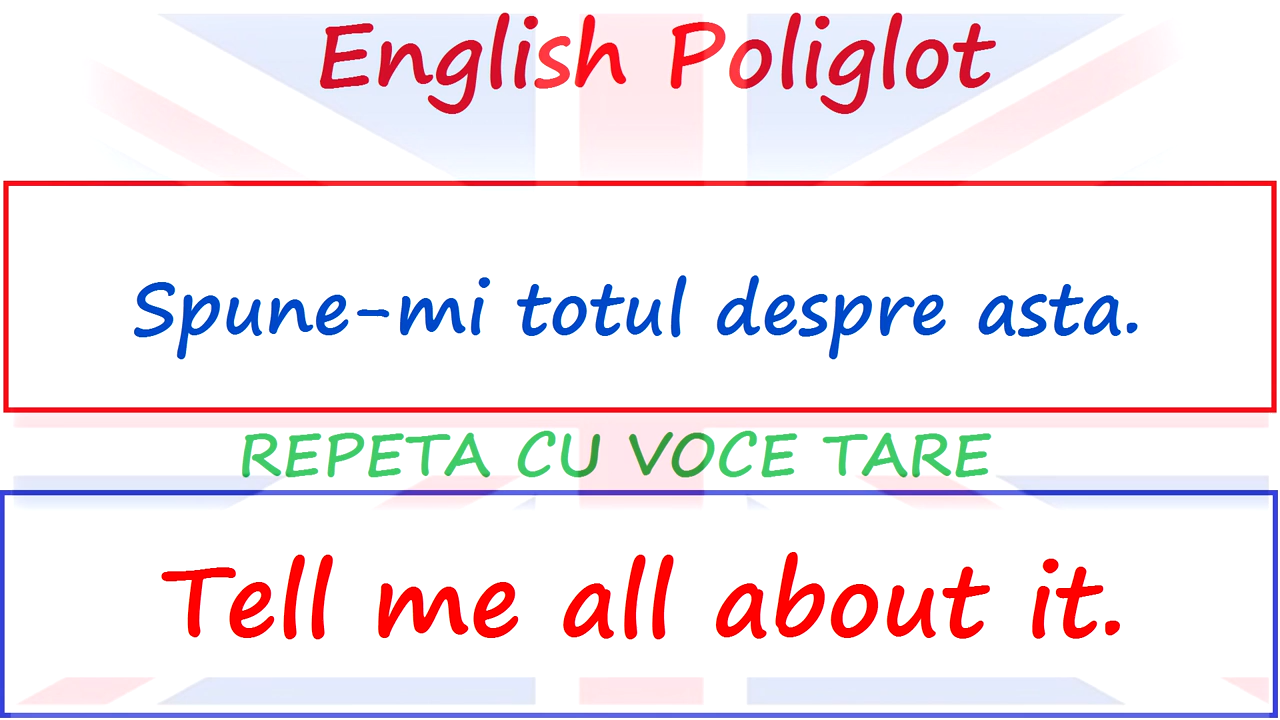 English Poliglot
Spune-mi totul despre asta.
REPETA CU VOCE TARE
Tell me all about it.